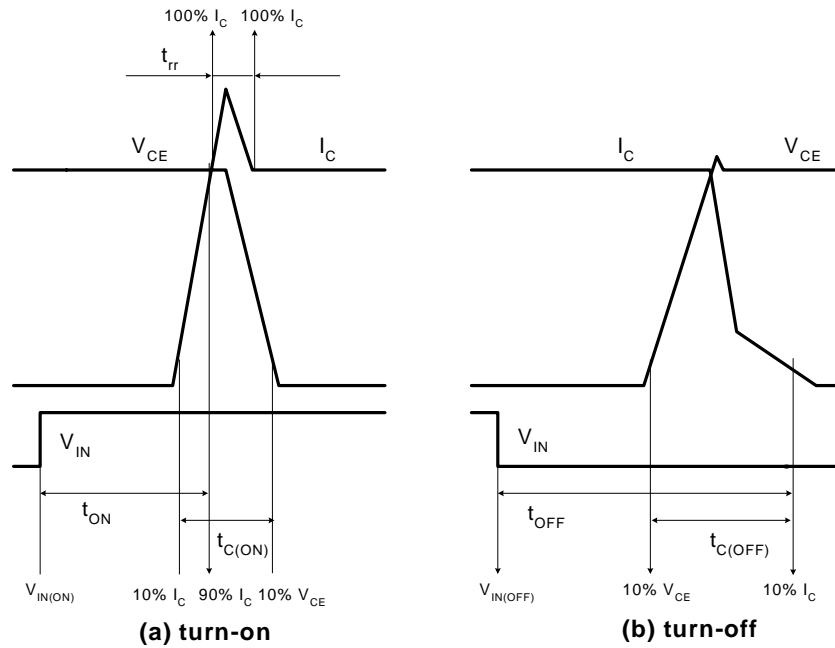 100% I_C 100% I_C
t_rr
V_CE I_C
I_C V_CE
V_IN
V_IN
t_ON
t_OFF
t_C(ON)
t_C(OFF)
V_IN(ON) 10% I_C 90% I_C 10% V_CE
V_IN(OFF) 10% V_CE 10% I_C
(a) turn-on
(b) turn-off